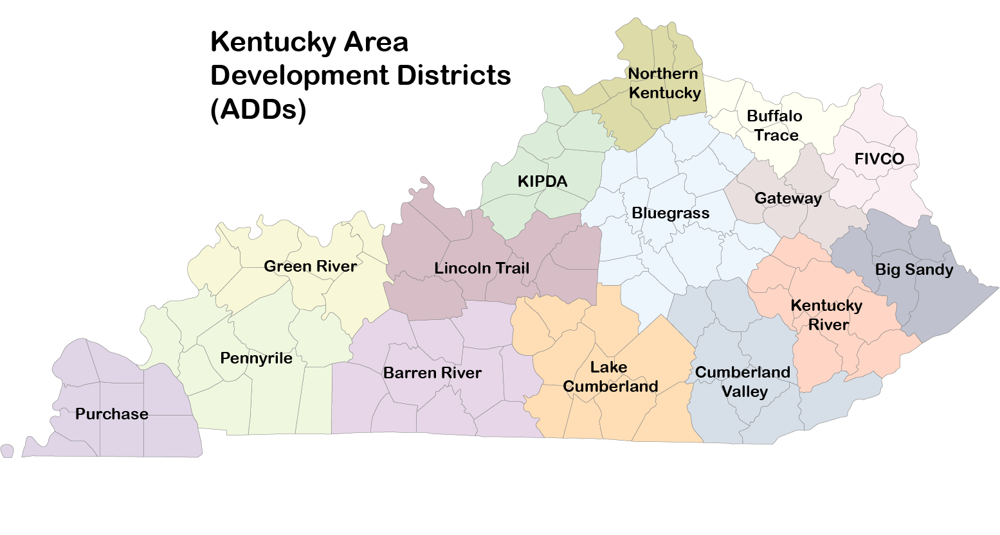 Kentucky Area
Development Districts
(ADDs)
Northern
Kentucky
Buffalo
Trace
FIVCO
KIPDA
Gateway
Bluegrass
Green River
Lincoln Trail
Big Sandy
Kentucky
River
Pennyrile
Barren River
Lake
Cumberland
Cumberland
Valley
Purchase